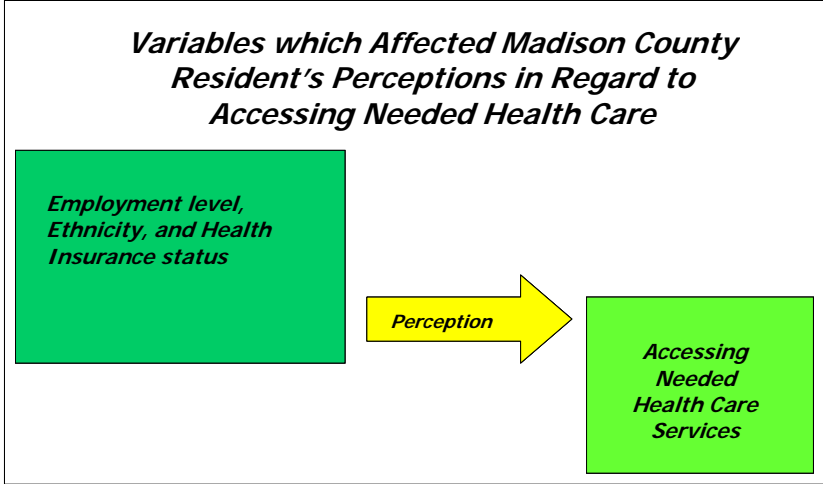 Variables which Affected Madison County
Resident's Perceptions in Regard to
Accessing Needed Health Care
Employment level,
Ethnicity, and Health
Insurance status
Perception
Accessing
Needed
Health Care
Services